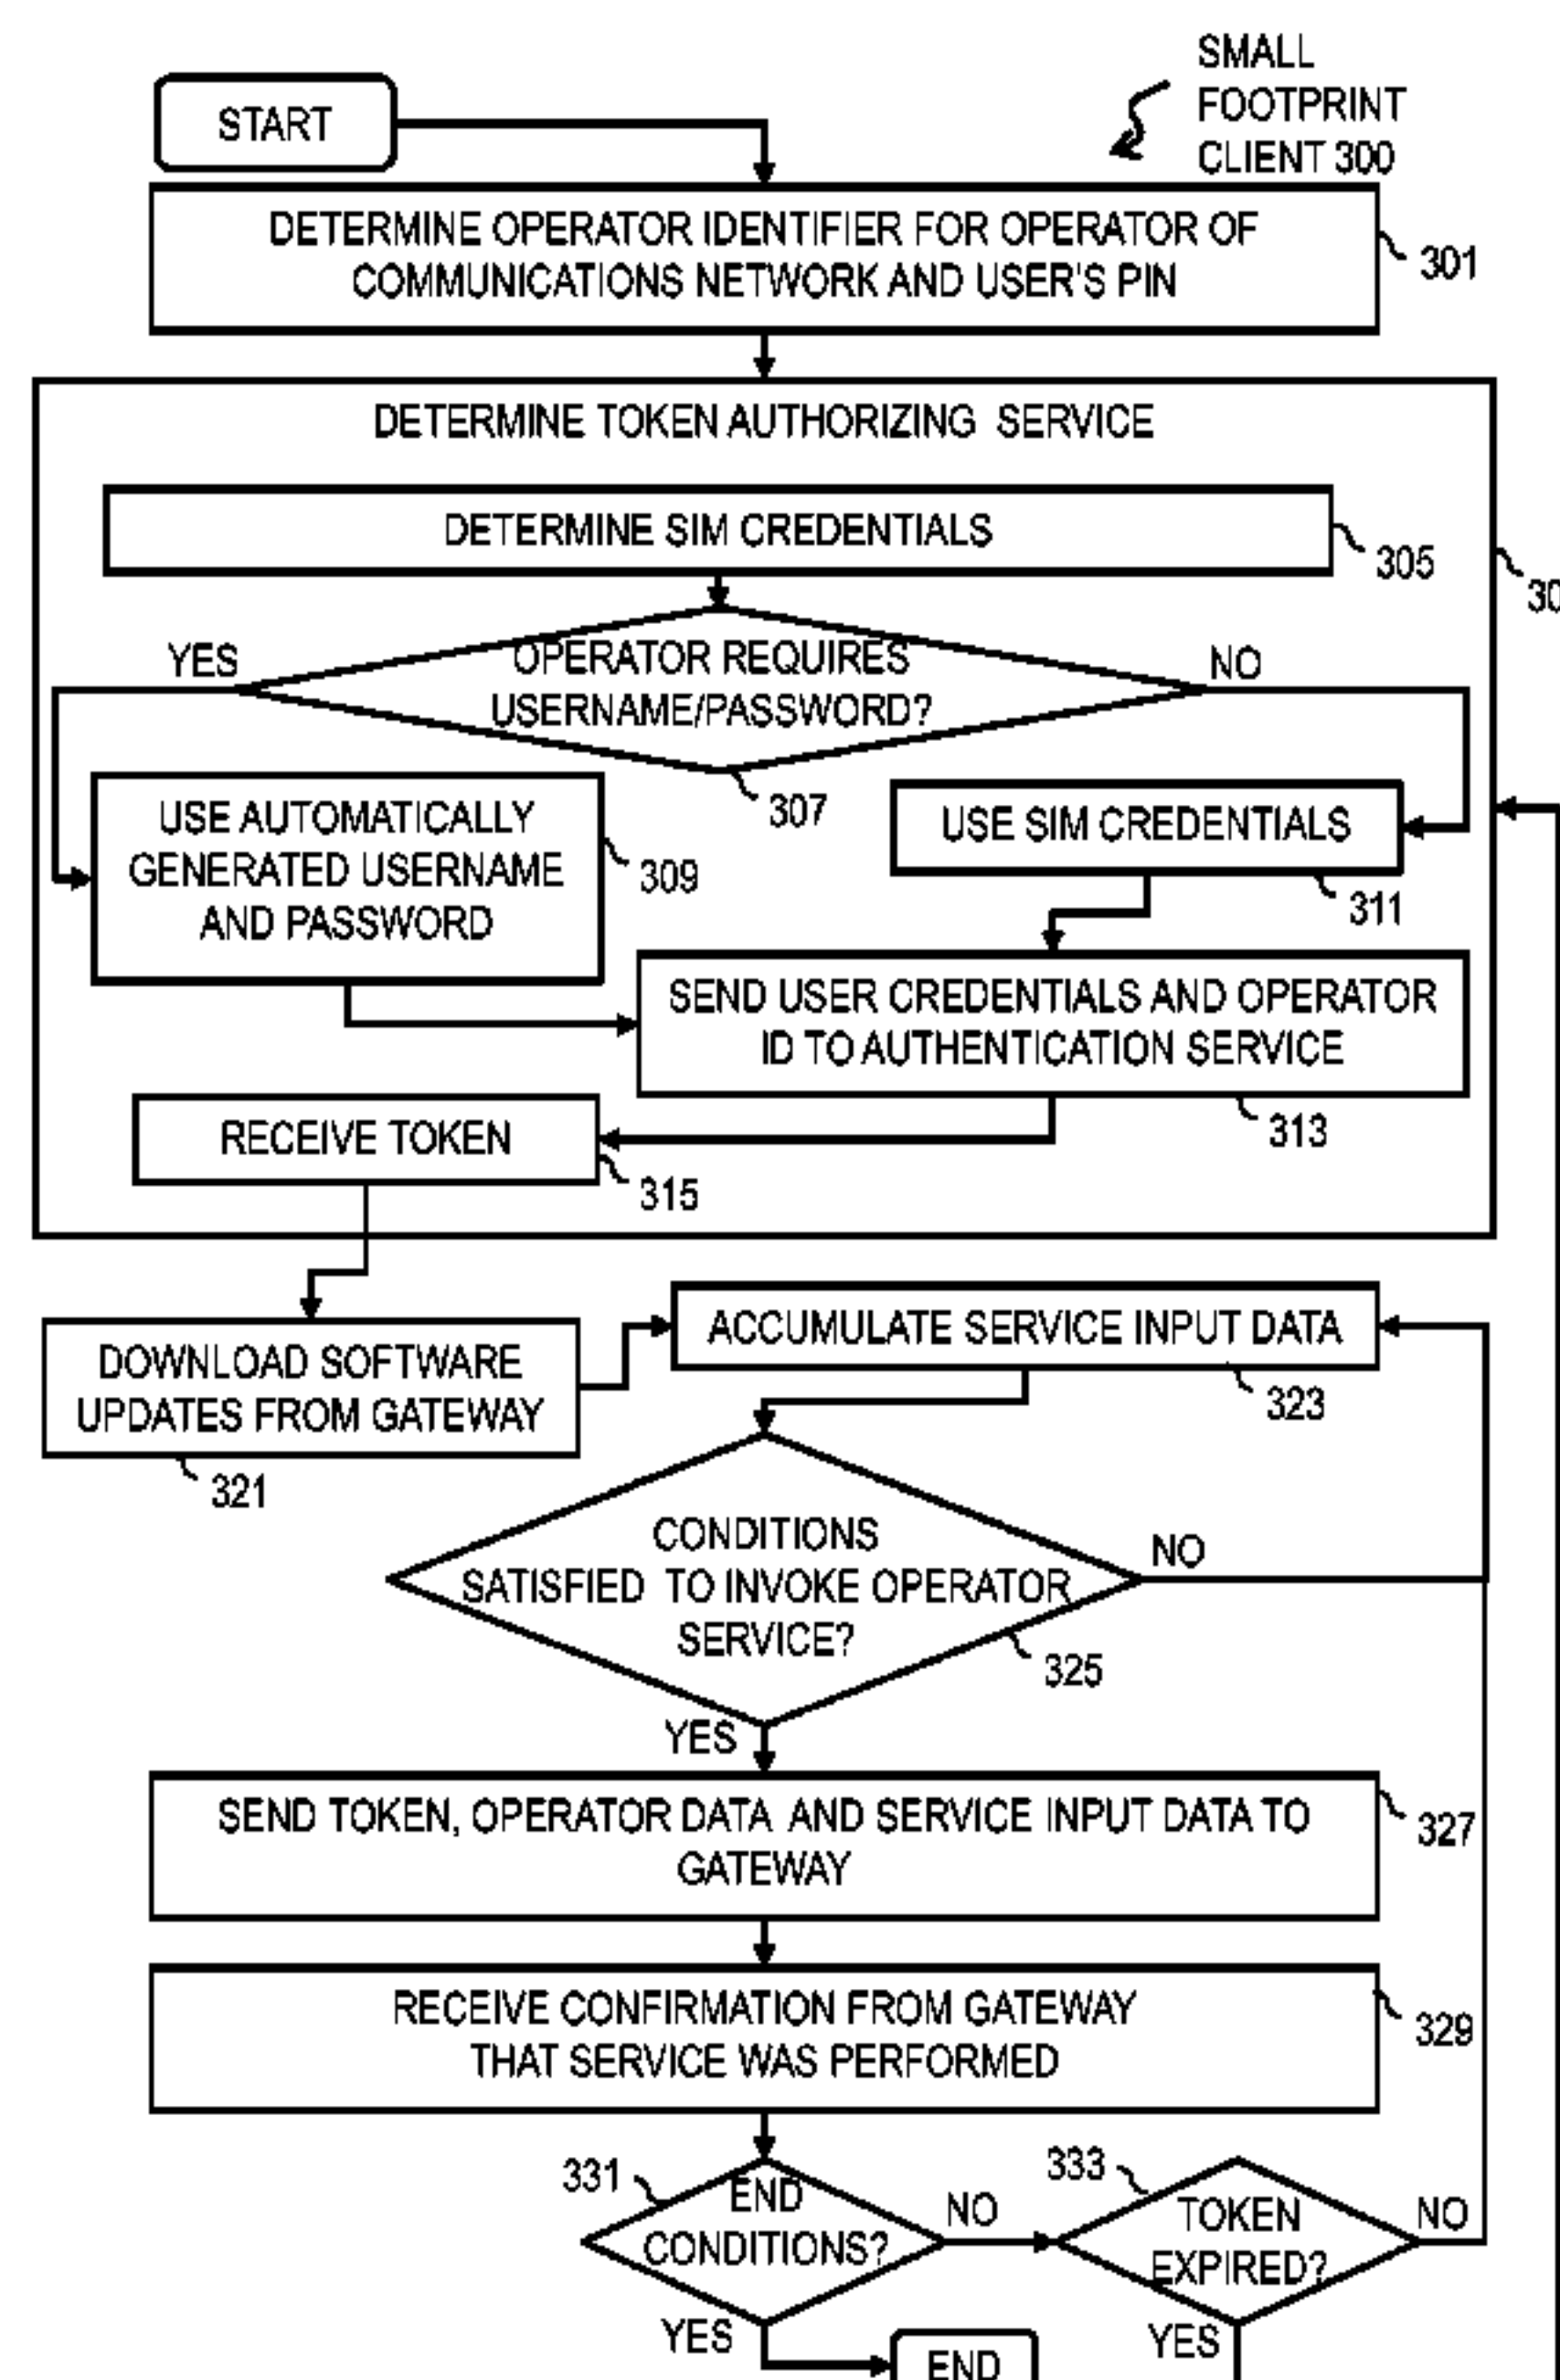 SMALL
FOOTPRINT
CLIENT 300
START
DETERMINE OPERATOR IDENTIFIER FOR OPERATOR OF
COMMUNICATIONS NETWORK AND USER'S PIN
301
DETERMINE TOKEN AUTHORIZING SERVICE
DETERMINE SIM CREDENTIALS
305
30
YES
OPERATOR REQUIRES
USERNAME/PASSWORD?
NO
307
USE AUTOMATICALLY
GENERATED USERNAME
AND PASSWORD
309
USE SIM CREDENTIALS
311
SEND USER CREDENTIALS AND OPERATOR
ID TO AUTHENTICATION SERVICE
313
RECEIVE TOKEN
315
DOWNLOAD SOFTWARE
UPDATES FROM GATEWAY
321
ACCUMULATE SERVICE INPUT DATA
323
CONDITIONS
SATISFIED TO INVOKE OPERATOR
SERVICE?
NO
325
YES
SEND TOKEN, OPERATOR DATA AND SERVICE INPUT DATA TO
GATEWAY
327
RECEIVE CONFIRMATION FROM GATEWAY
THAT SERVICE WAS PERFORMED
329
331
END
CONDITIONS?
NO
333
TOKEN
EXPIRED?
NO
YES
END
YES